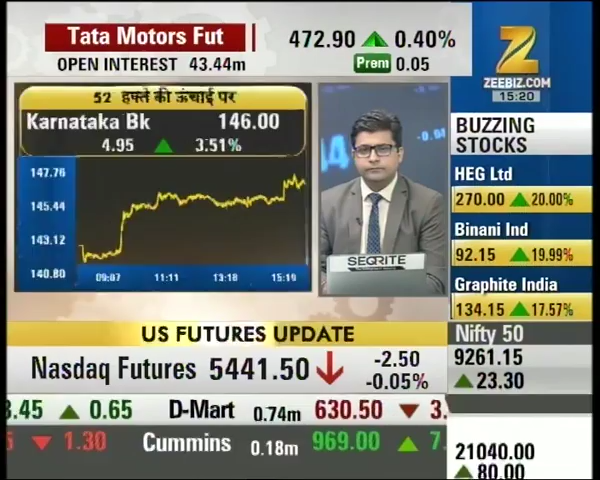 Tata Motors Fut
472.90 0.40%
OPEN INTEREST 43.44m
Prem 0.05
ZEEBIZ.COM
15:20
52 हफ्ते की ऊंचाई पर
Karnataka Bk 146.00
4.95 3.51%
147.76
145.44
143.12
140.80
09:07 11:11 13:18 15:19
SEQRITE
BUZZING
STOCKS
HEG Ltd
270.00 20.00%
Binani Ind
92.15 19.99%
Graphite India
134.15 17.57%
US FUTURES UPDATE
Nasdaq Futures 5441.50
-2.50
-0.05%
Nifty 50
9261.15
23.30
3.45 0.65 D-Mart 0.74m 630.50 3.
1.30 Cummins 0.18m 969.00 7.
21040.00
80.00